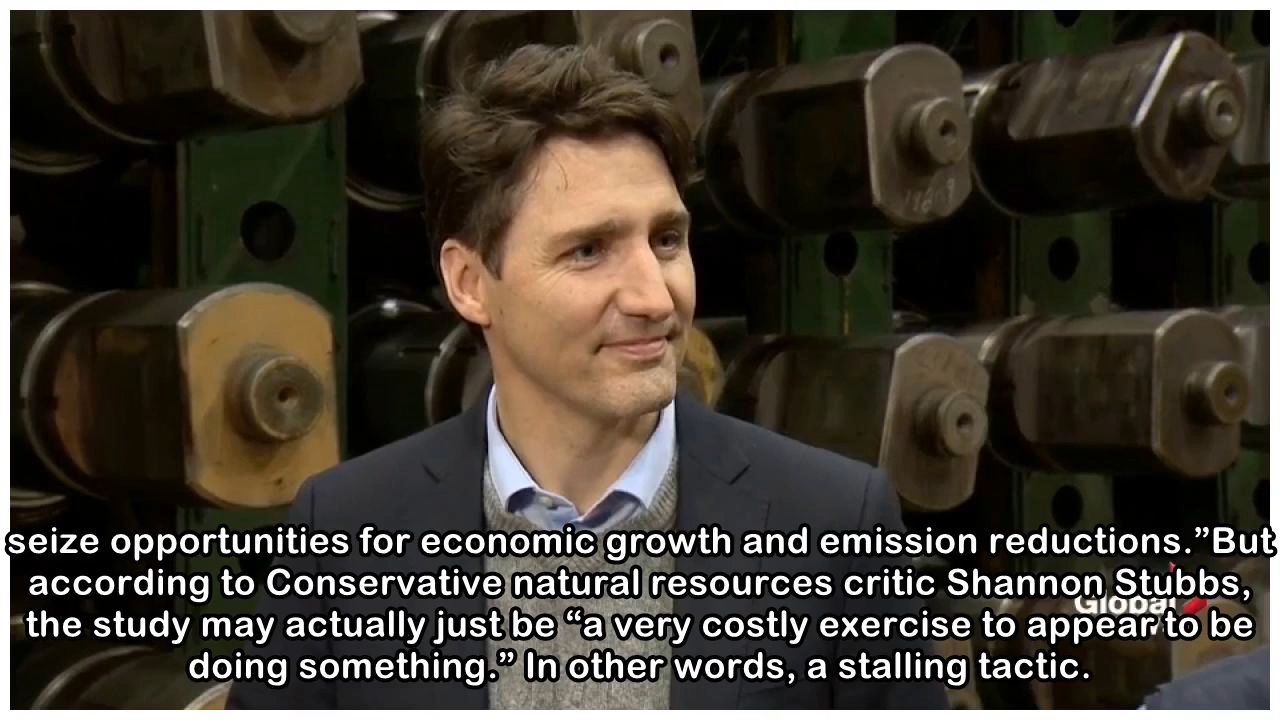 seize opportunities for economic growth and emission reductions.”But
according to Conservative natural resources critic Shannon Stubbs,
the study may actually just be “a very costly exercise to appear to be
doing something.” In other words, a stalling tactic.
Global